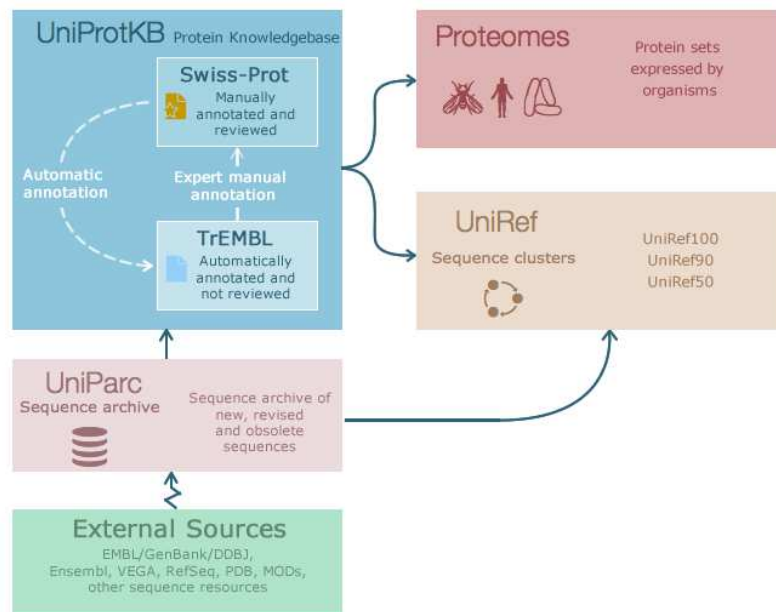 UniProtKB Protein Knowledgebase
Swiss-Prot
Manually
annotated and
reviewed
Automatic
annotation
Expert manual
annotation
TrEMBL
Automatically
annotated and
not reviewed
Proteomes
Protein sets
expressed by
organisms
UniRef
Sequence clusters
UniRef100
UniRef90
UniRef50
UniParc
Sequence archive
Sequence archive of
new, revised
and obsolete
sequences
External Sources
EMBL/GenBank/DDBJ,
Ensembl, VEGA, RefSeq, PDB, MODs,
other sequence resources